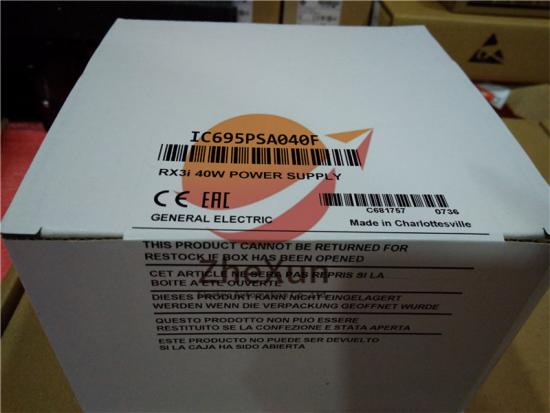 IC695PSA040F
RX3i 40W POWER SUPPLY
CE EAC
GENERAL ELECTRIC
C681757 0736
Made in Charlottesville
THIS PRODUCT CANNOT BE RETURNED FOR
RESTOCK IF BOX HAS BEEN OPENED
ZheXun
CET ARTICLE NE SERA PAS REPRIS SI LA
BOITE A ETE OUVERTE
DIESES PRODUKT KANN NICHT EINGELAGERT
WERDEN WENN DIE VERPACKUNG GEOFFNET WURDE
QUESTO PRODOTTO NON PUO ESSERE
RESTITUITO SE LA CONFEZIONE E STATA APERTA
ESTE PRODUCTO NO PUEDE SER DEVUELTO
SI LA CAJA HA SIDO ABIERTA